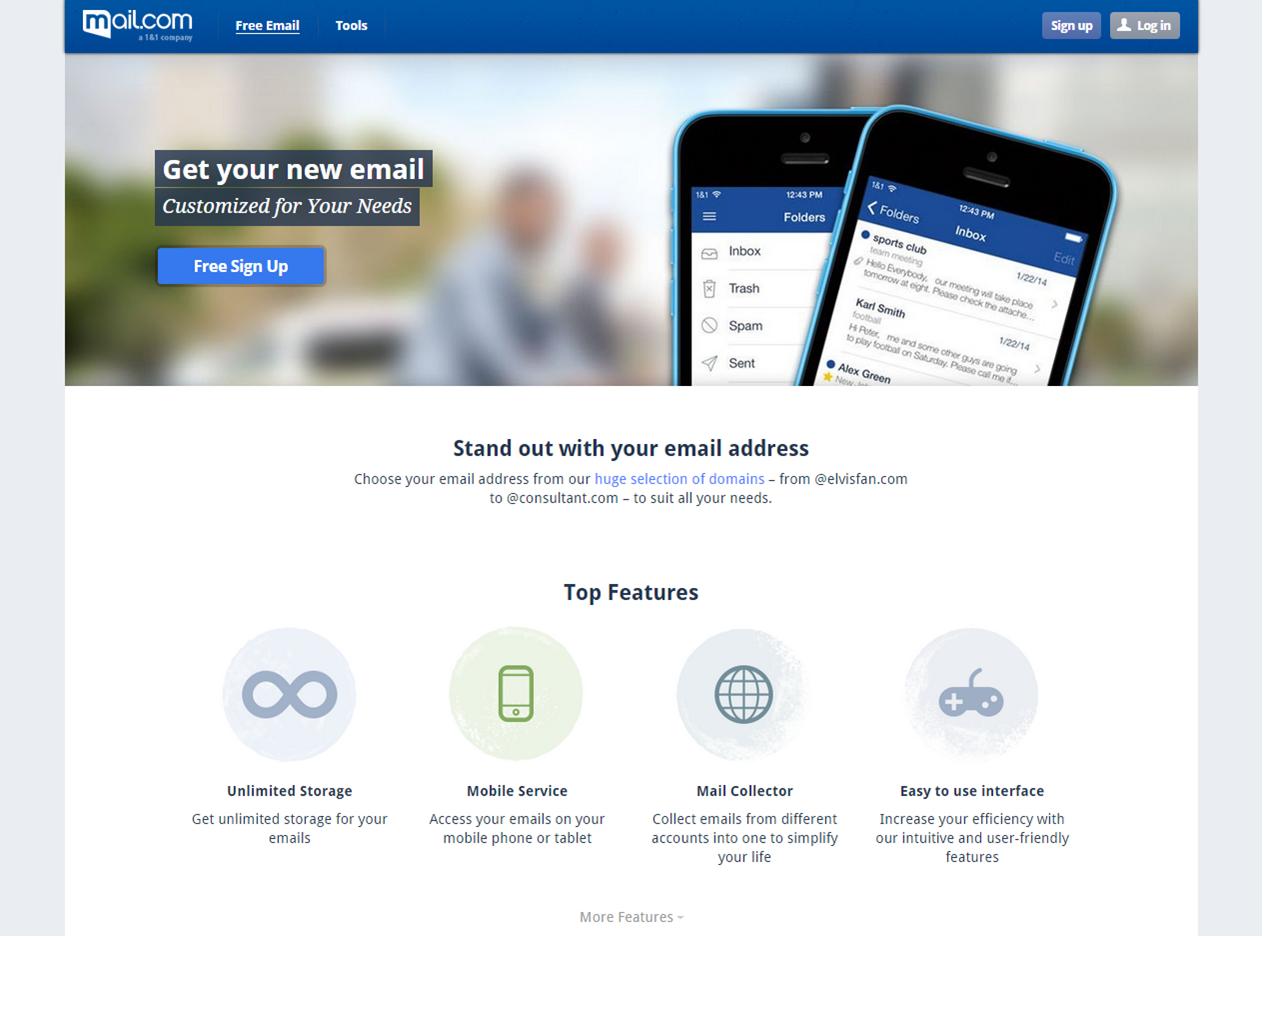 mail.com
a 1&1 company
Free Email
Tools
Sign up
Log in
Get your new email
Customized for Your Needs
Free Sign Up
1&1
12:43 PM
Folders
Inbox
Trash
Spam
Sent
1&1
12:43 PM
Folders
Inbox
Edit
sports club
team meeting
1/22/14
Hello Everybody, our meeting will take place
tomorrow at eight. Please check the attache...
Karl Smith
football
1/22/14
Hi Peter, me and some other guys are going
to play football on Saturday. Please call me if...
Alex Green
Stand out with your email address
Choose your email address from our huge selection of domains – from @elvisfan.com
to @consultant.com – to suit all your needs.
Top Features
Unlimited Storage
Get unlimited storage for your
emails
Mobile Service
Access your emails on your
mobile phone or tablet
Mail Collector
Collect emails from different
accounts into one to simplify
your life
Easy to use interface
Increase your efficiency with
our intuitive and user-friendly
features
More Features